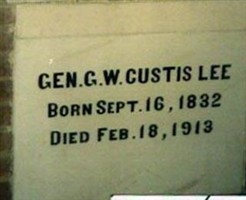 GEN. G. W. CUSTIS LEE
BORN SEPT. 16, 1832
DIED FEB. 18, 1913